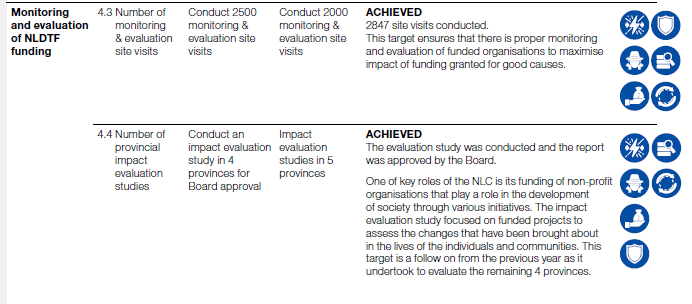 Monitoring
and evaluation
of NLDTF
funding
4.3 Number of
monitoring
& evaluation
site visits
Conduct 2500
monitoring &
evaluation site
visits
Conduct 2000
monitoring &
evaluation site
visits
ACHIEVED
2847 site visits conducted.
This target ensures that there is proper monitoring
and evaluation of funded organisations to maximise
impact of funding granted for good causes.
4.4 Number of
provincial
impact
evaluation
studies
Conduct an
impact evaluation
study in 4
provinces for
Board approval
Impact
evaluation
studies in 5
provinces
ACHIEVED
The evaluation study was conducted and the report
was approved by the Board.
One of key roles of the NLC is its funding of non-profit
organisations that play a role in the development
of society through various initiatives. The impact
evaluation study focused on funded projects to
assess the changes that have been brought about
in the lives of the individuals and communities. This
target is a follow on from the previous year as it
undertook to evaluate the remaining 4 provinces.